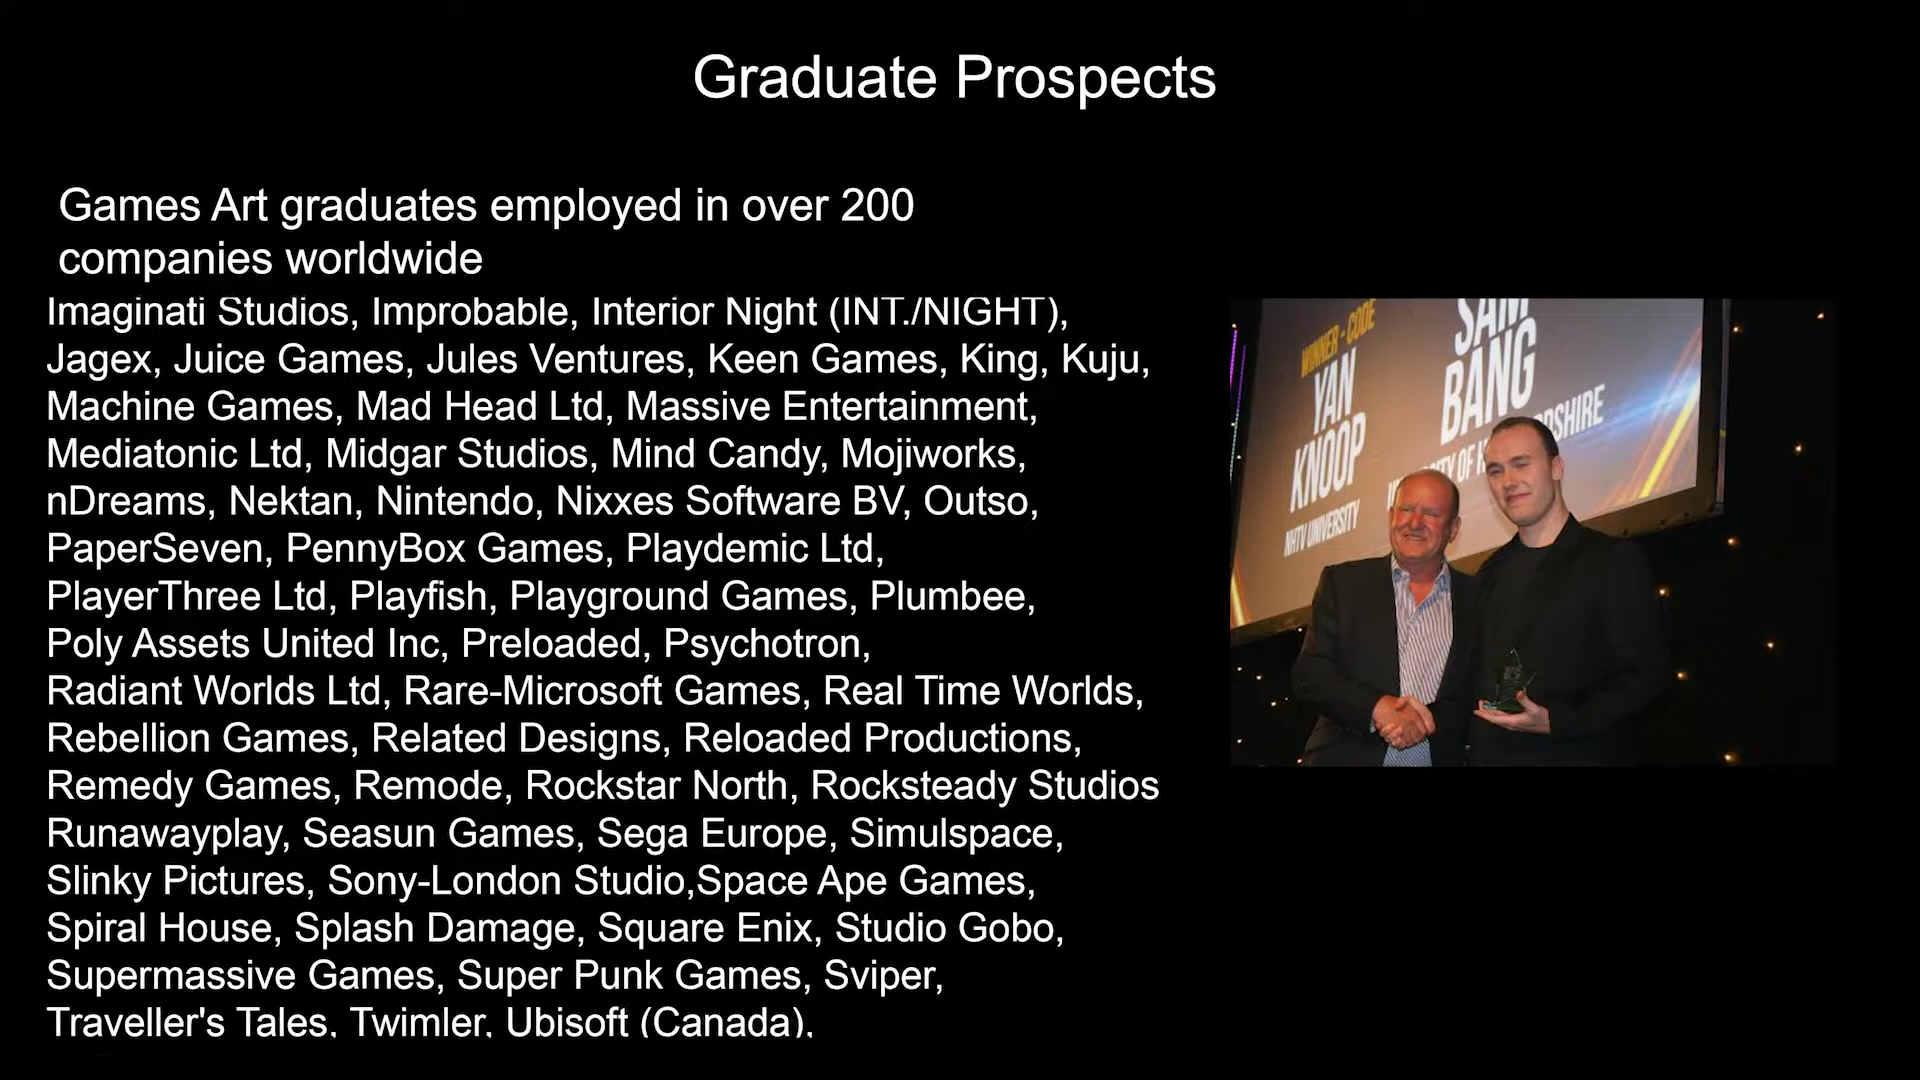 Graduate Prospects
Games Art graduates employed in over 200
companies worldwide
Imaginati Studios, Improbable, Interior Night (INT./NIGHT),
Jagex, Juice Games, Jules Ventures, Keen Games, King, Kuju,
Machine Games, Mad Head Ltd, Massive Entertainment,
Mediatonic Ltd, Midgar Studios, Mind Candy, Mojiworks,
nDreams, Nektan, Nintendo, Nixxes Software BV, Outso,
PaperSeven, PennyBox Games, Playdemic Ltd,
PlayerThree Ltd, Playfish, Playground Games, Plumbee,
Poly Assets United Inc, Preloaded, Psychotron,
Radiant Worlds Ltd, Rare-Microsoft Games, Real Time Worlds,
Rebellion Games, Related Designs, Reloaded Productions,
Remedy Games, Remode, Rockstar North, Rocksteady Studios
Runawayplay, Seasun Games, Sega Europe, Simulspace,
Slinky Pictures, Sony-London Studio,Space Ape Games,
Spiral House, Splash Damage, Square Enix, Studio Gobo,
Supermassive Games, Super Punk Games, Sviper,
Traveller's Tales, Twimler, Ubisoft (Canada),
WINNER - CODE
YAN
KNOOP
NHTV UNIVERSITY
SAM
BANG
OF